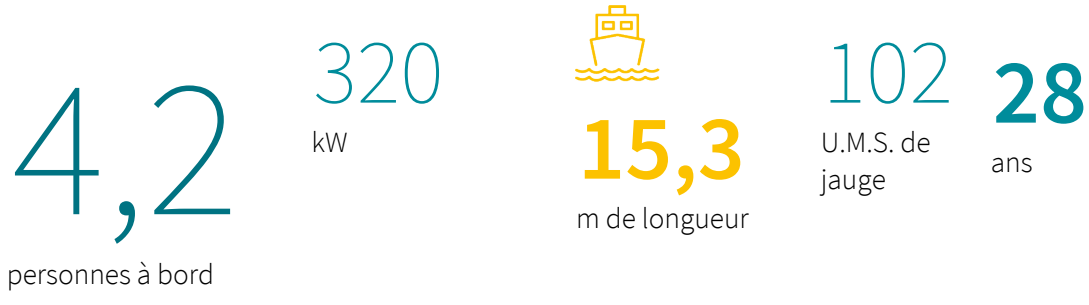 4,2
personnes à bord
320
kW
15,3
m de longueur
102
U.M.S. de
jauge
28
ans